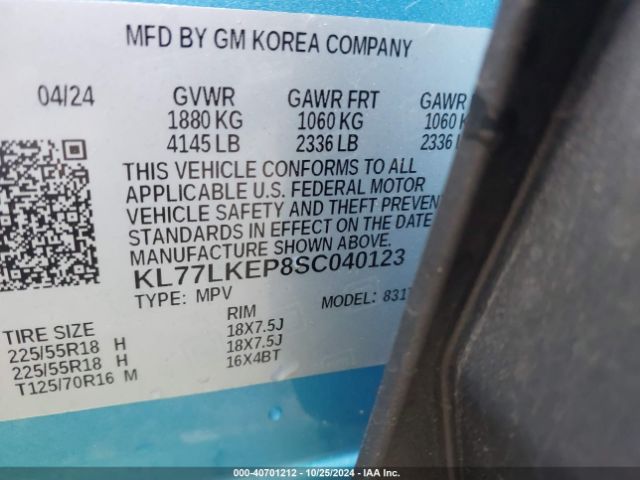 MFD BY GM KOREA COMPANY
04/24 GVWR GAWR FRT GAWR
1880 KG 1060 KG 1060 KG
4145 LB 2336 LB 2336
THIS VEHICLE CONFORMS TO ALL
APPLICABLE U.S. FEDERAL MOTOR
VEHICLE SAFETY AND THEFT PREVENT
STANDARDS IN EFFECT ON THE DATE
MANUFACTURE SHOWN ABOVE.
KL77LKEP8SC040123
TYPE: MPV MODEL: 831
TIRE SIZE RIM
225/55R18 H 18X7.5J
225/55R18 H 18X7.5J
T125/70R16 M 16X4BT
000-40701212 - 10/25/2024 - IAA Inc.